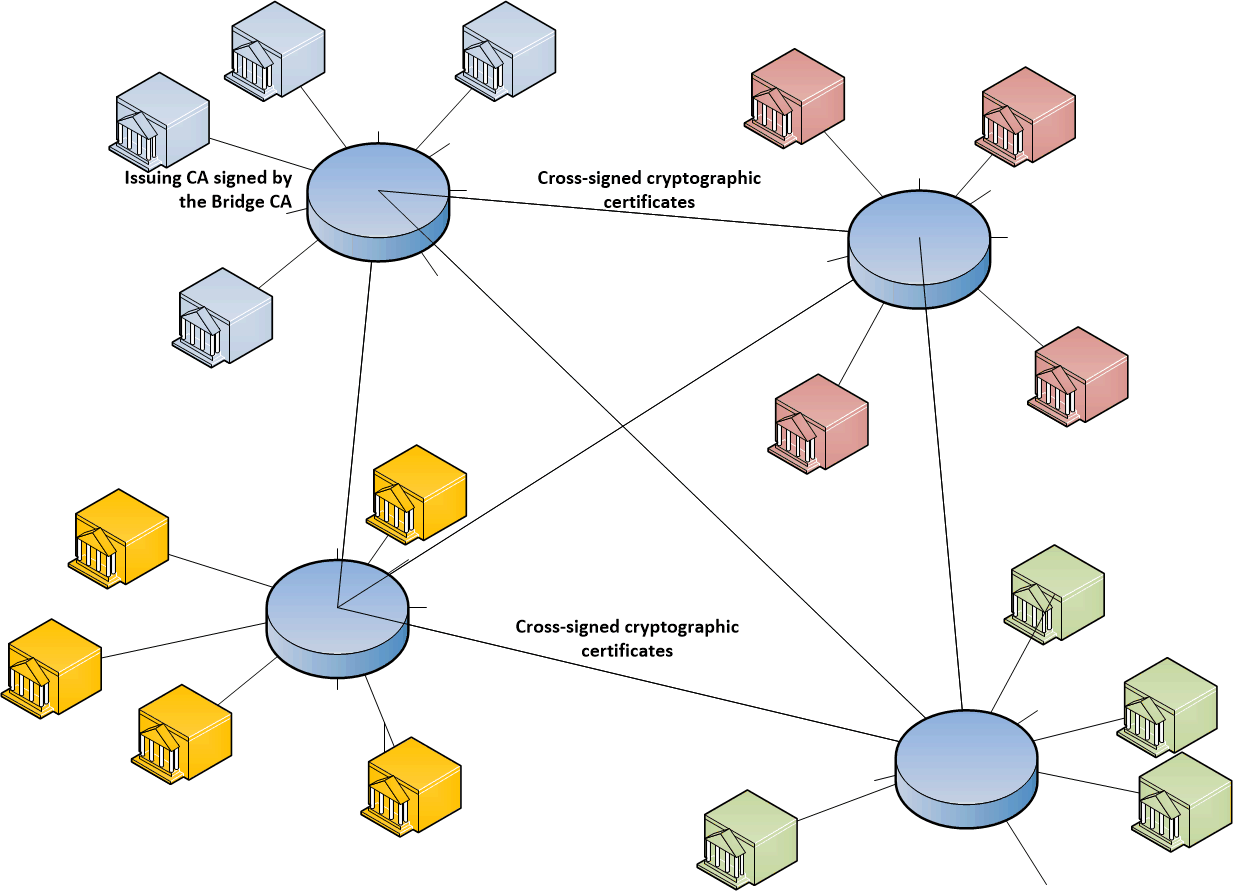 Issuing CA signed by
the Bridge CA
Cross-signed cryptographic
certificates
Cross-signed cryptographic
certificates